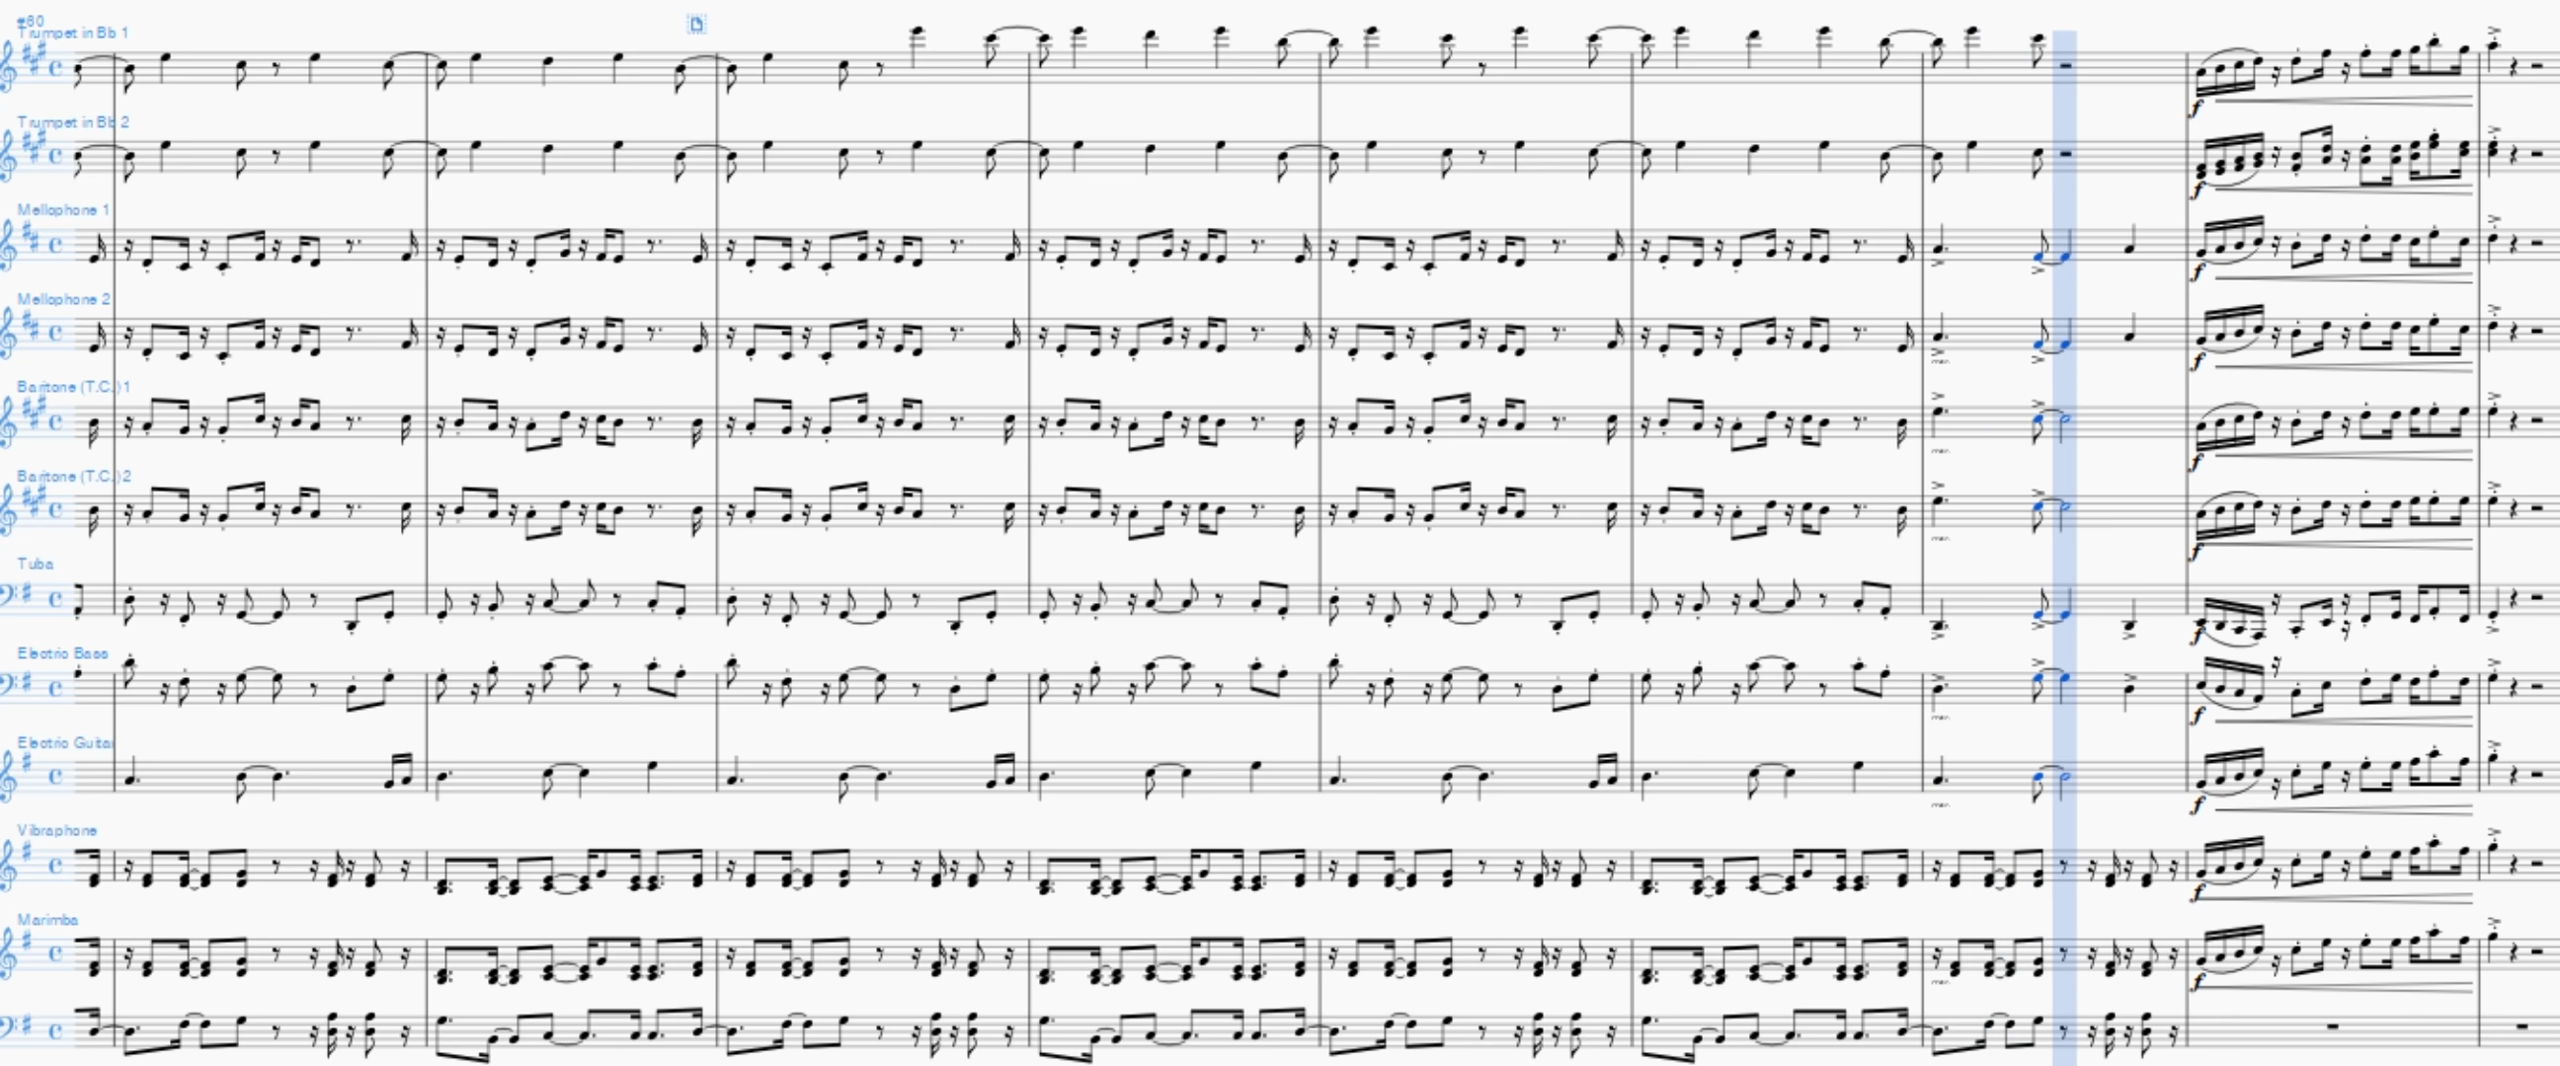 #60
Trumpet in Bb 1
Trumpet in Bb 2
Mellophone 1
Mellophone 2
Baritone (T.C.) 1
Baritone (T.C.) 2
Tuba
Electric Bass
Electric Guitar
Vibraphone
Marimba
f
f
f
f
f
f
f
f
f
f
f